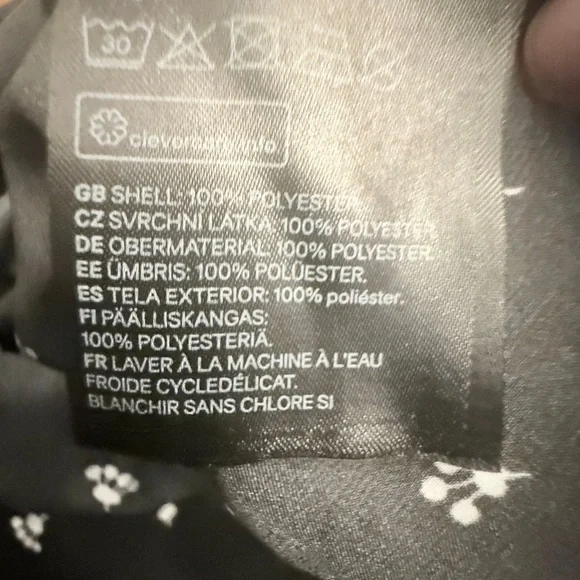 30
clevercare.info
GB SHELL: 100% POLYESTER.
CZ SVRCHNÍ LÁTKA: 100% POLYESTER.
DE OBERMATERIAL: 100% POLYESTER.
EE ÜMBRIS: 100% POLÜESTER.
ES TELA EXTERIOR: 100% poliéster.
FI PÄÄLLISKANGAS:
100% POLYESTERIÄ.
FR LAVER À LA MACHINE À L'EAU
FROIDE CYCLEDÉLICAT.
BLANCHIR SANS CHLORE SI